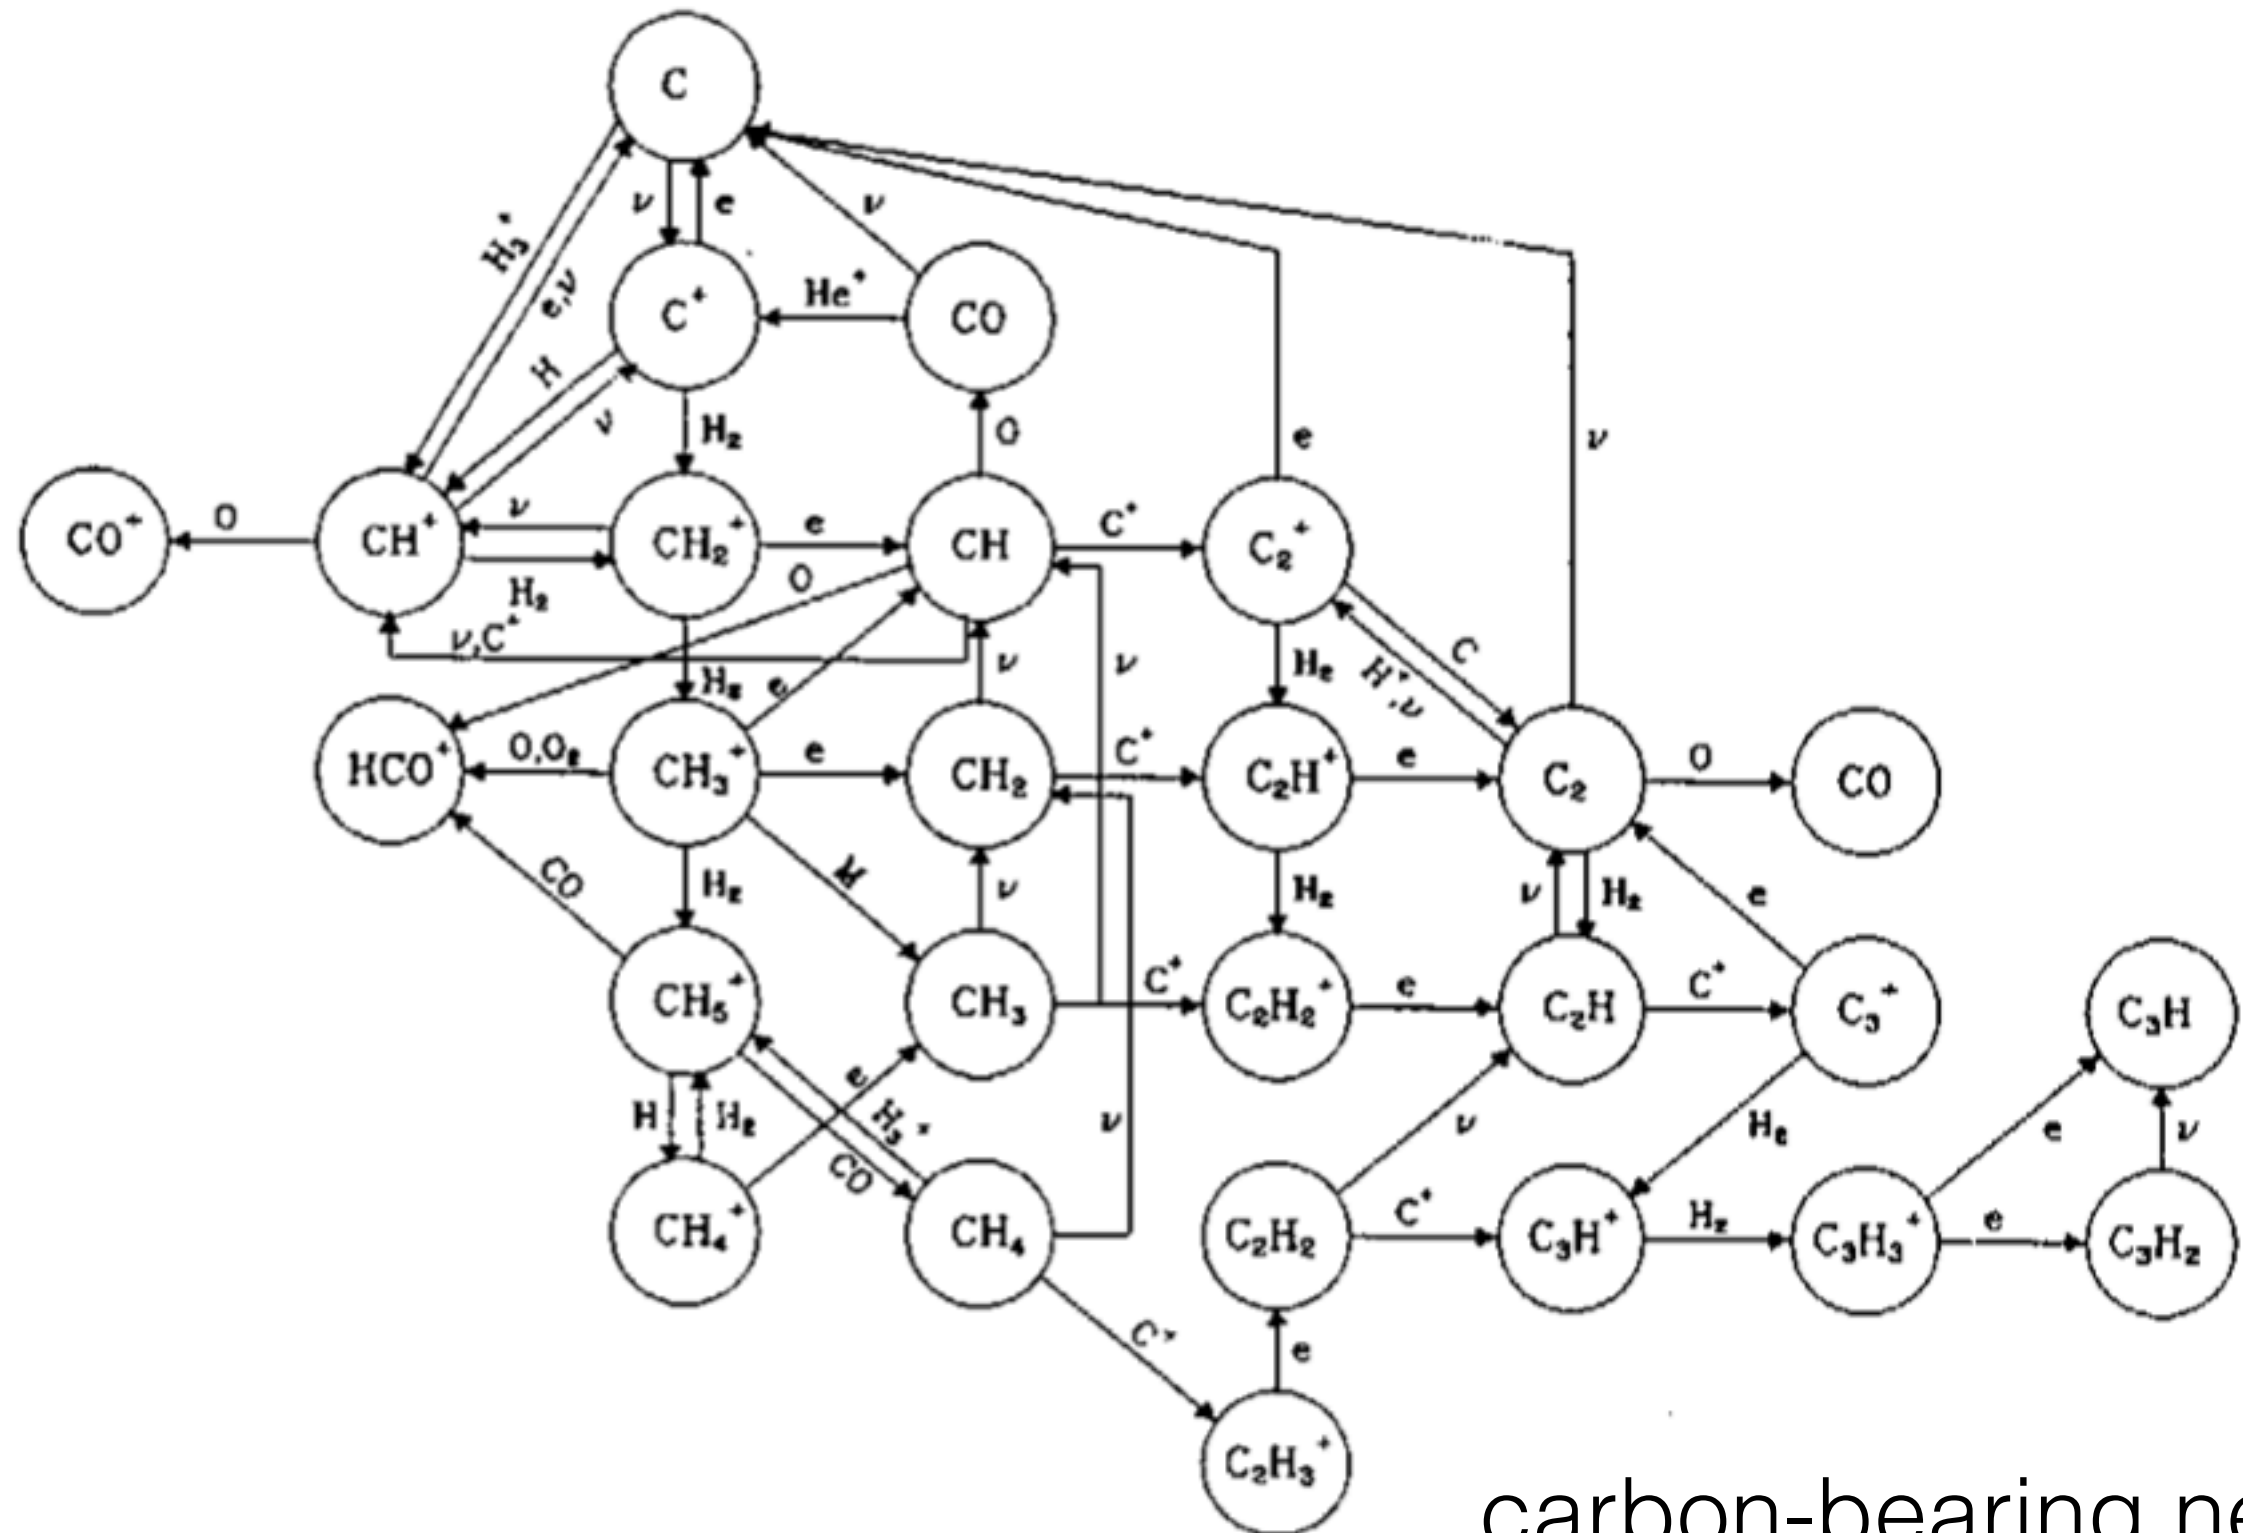 C
ν e ν
H₃⁺
e,ν
C⁺ He⁺ CO
H
ν H₂ O e ν
CO⁺ O CH⁺ ν CH₂⁺ e CH C⁺ C₂⁺
H₂ O
ν,C⁺ H₂ e ν ν H₂ C
H⁺,ν
HCO⁺ O,O₂ CH₃⁺ e CH₂ C⁺ C₂H⁺ e C₂ O CO
CO H₂ M ν H₂ ν H₂ e
CH₅⁺ CH₃ C⁺ C₂H₂⁺ e C₂H C⁺ C₃⁺ C₃H
H H₂ e H₃⁺ ν ν H₂ e ν
CO
CH₄⁺ CH₄ C₂H₂ C⁺ C₃H⁺ H₂ C₃H₃⁺ e C₃H₂
C⁺ e
C₂H₃⁺
carbon-bearing